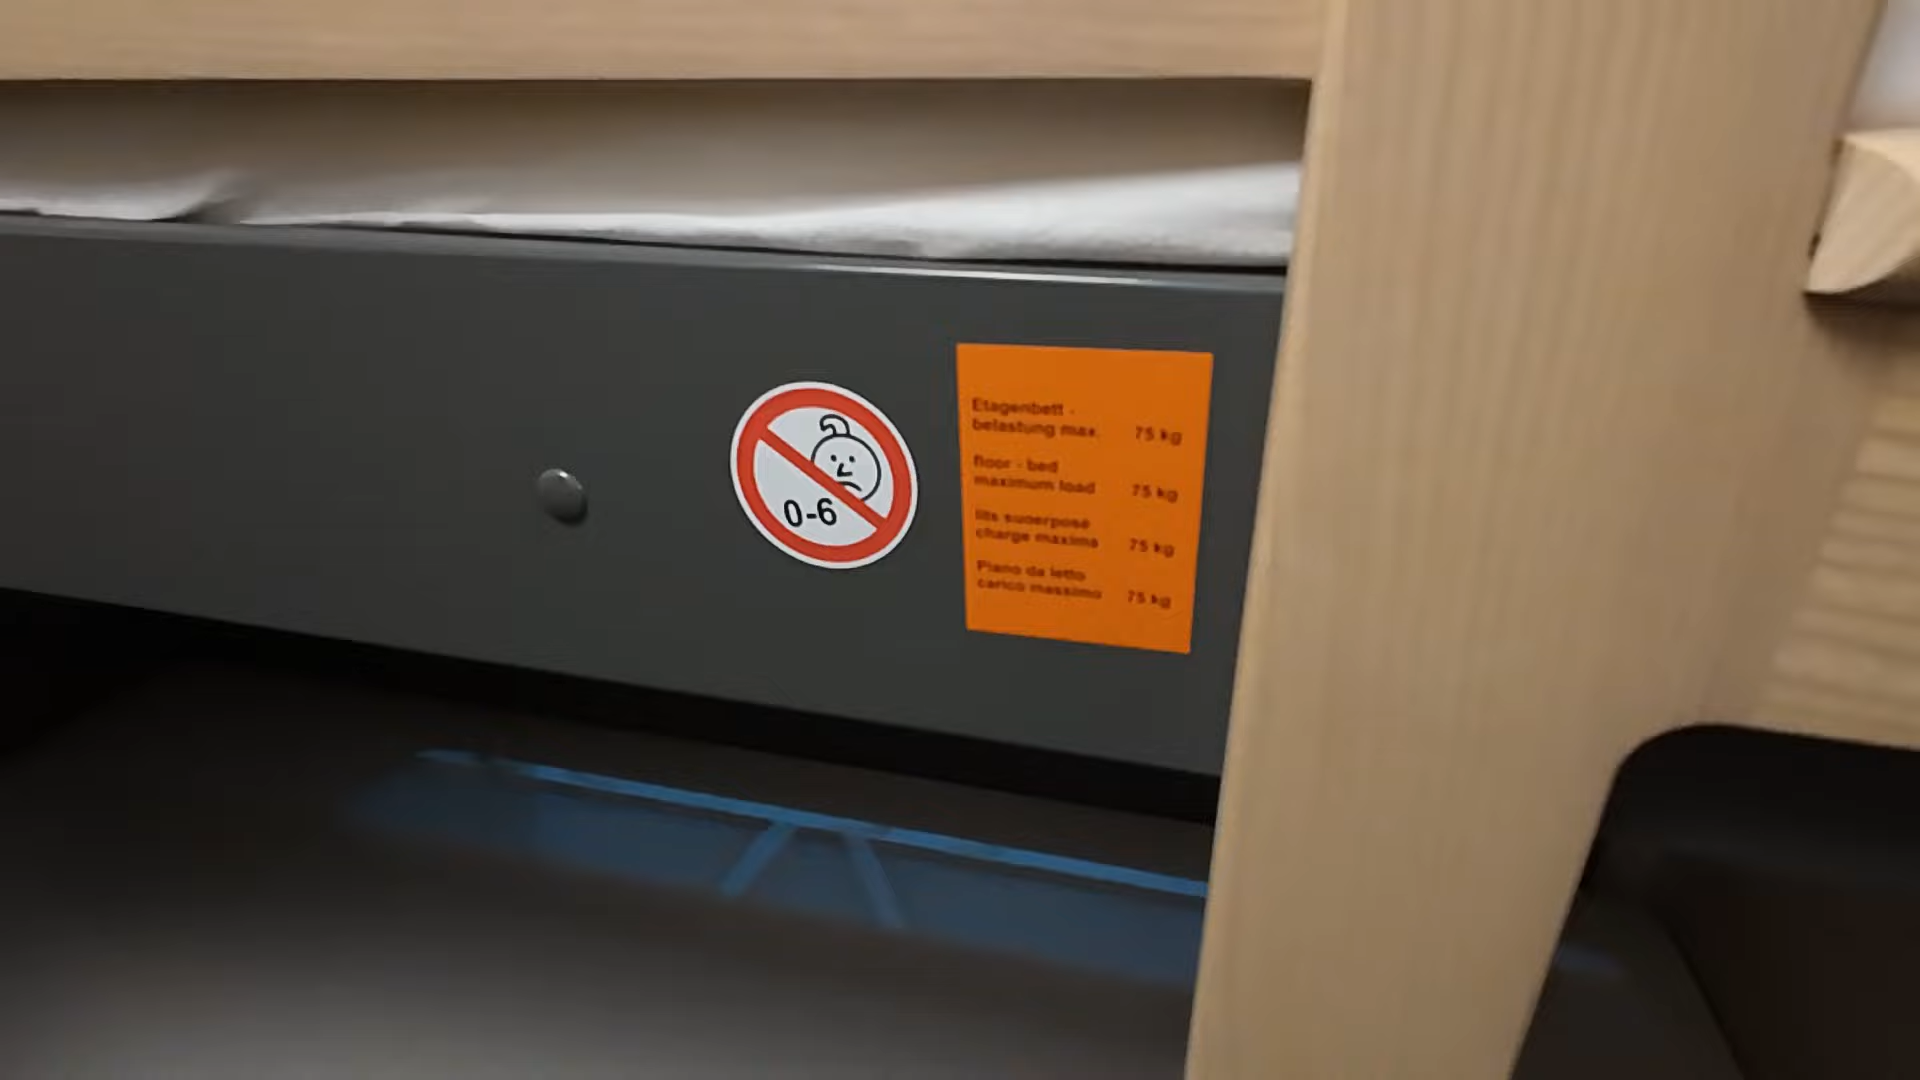 0-6
Etagenbett -
belastung max. 75 kg
floor - bed
maximum load 75 kg
lits superposé
charge maxima 75 kg
Piano da letto
carico massimo 75 kg